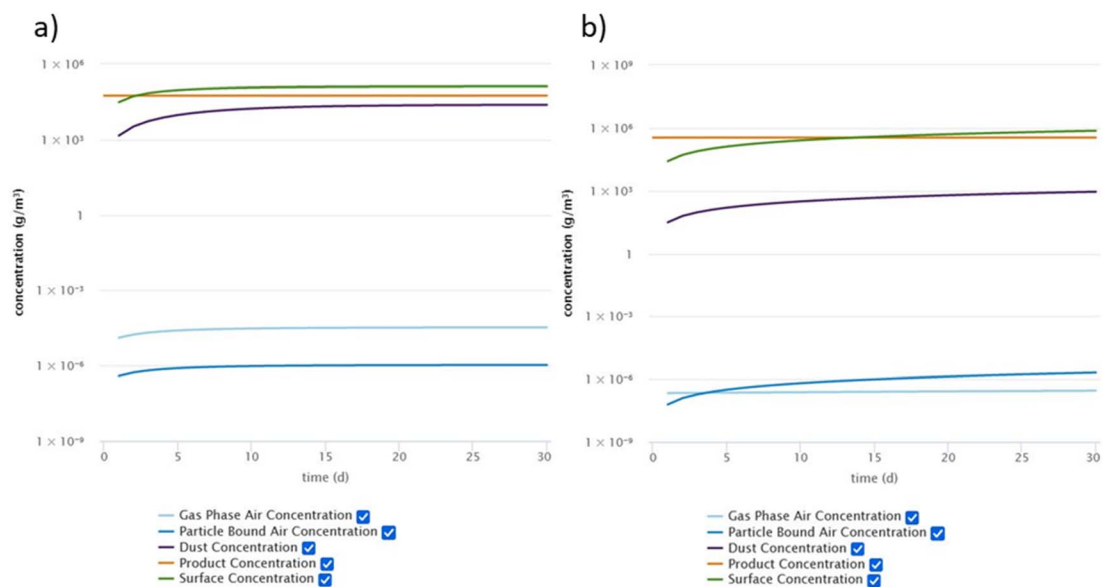 a)
1 × 10⁶
1 × 10³
1
1 × 10⁻³
1 × 10⁻⁶
1 × 10⁻⁹
concentration (g/m³)
0 5 10 15 20 25 30
time (d)
Gas Phase Air Concentration
Particle Bound Air Concentration
Dust Concentration
Product Concentration
Surface Concentration
b)
1 × 10⁹
1 × 10⁶
1 × 10³
1
1 × 10⁻³
1 × 10⁻⁶
1 × 10⁻⁹
concentration (g/m³)
0 5 10 15 20 25 30
time (d)
Gas Phase Air Concentration
Particle Bound Air Concentration
Dust Concentration
Product Concentration
Surface Concentration